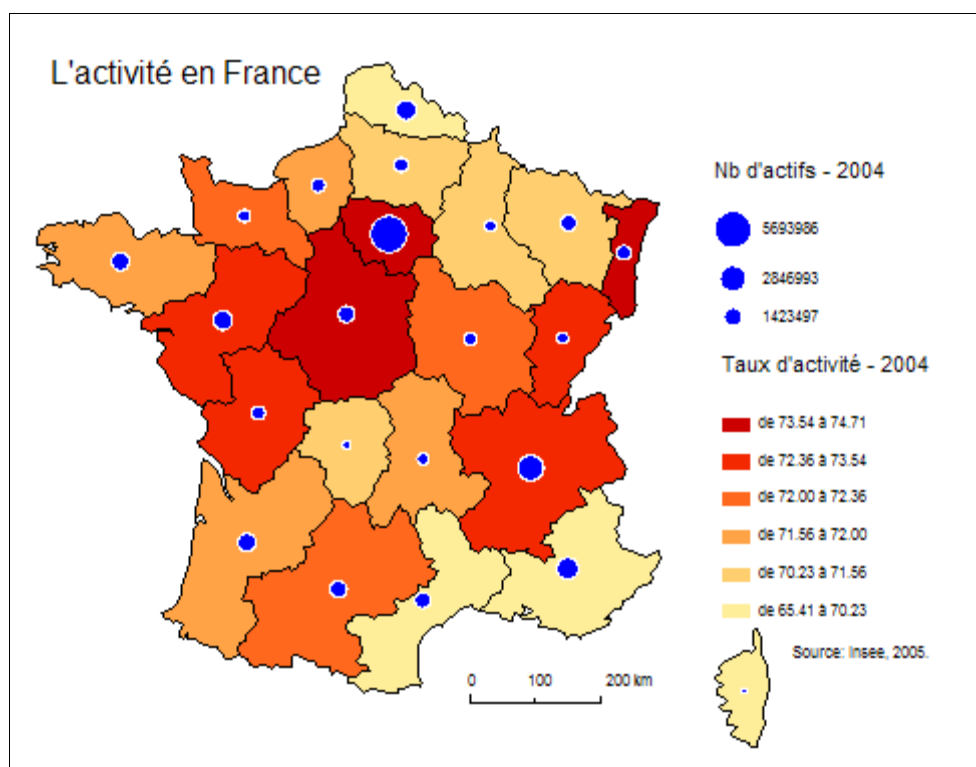 L'activité en France
Nb d'actifs - 2004
5693986
2846993
1423497
Taux d'activité - 2004
de 73.54 à 74.71
de 72.36 à 73.54
de 72.00 à 72.36
de 71.56 à 72.00
de 70.23 à 71.56
de 65.41 à 70.23
Source: Insee, 2005.
0 100 200 km